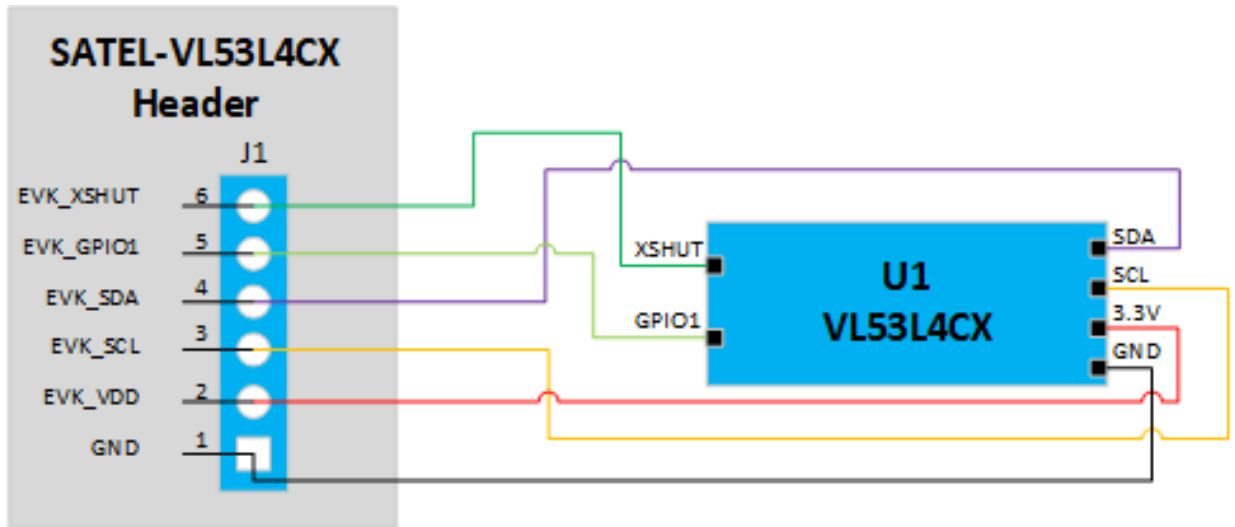 SATEL-VL53L4CX
Header
J1
EVK_XSHUT 6
EVK_GPIO1 5
EVK_SDA 4
EVK_SCL 3
EVK_VDD 2
GND 1
XSHUT
GPIO1
U1
VL53L4CX
SDA
SCL
3.3V
GND